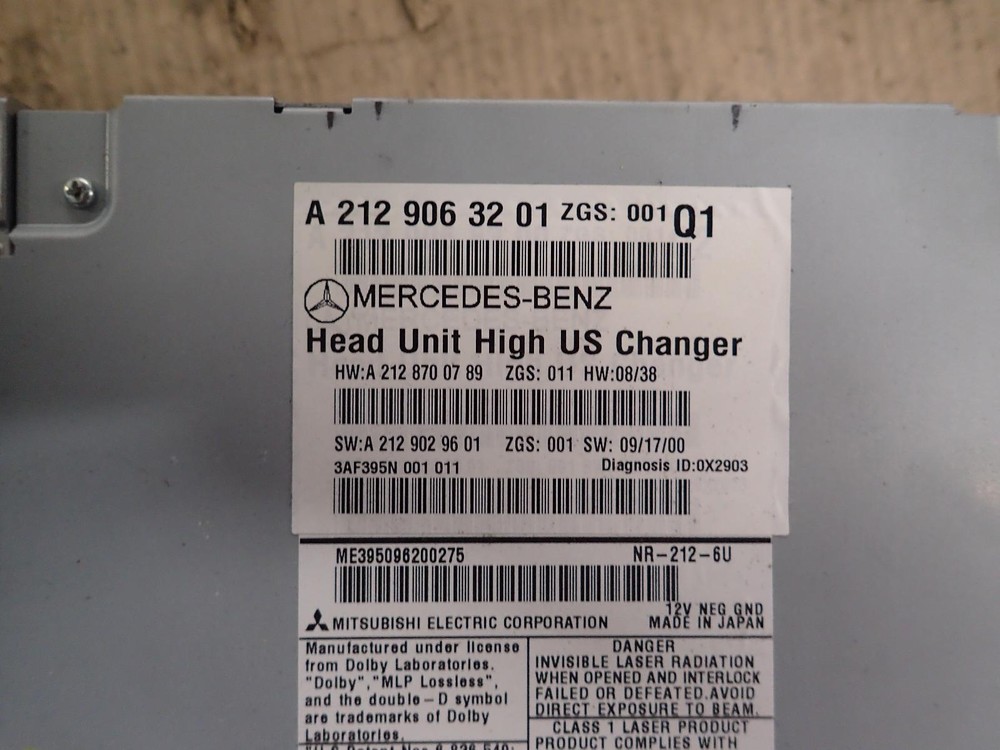 A 212 906 32 01 ZGS: 001 Q1
MERCEDES-BENZ
Head Unit High US Changer
HW:A 212 870 07 89 ZGS: 011 HW:08/38
SW:A 212 902 96 01 ZGS: 001 SW: 09/17/00
3AF395N 001 011 Diagnosis ID:0X2903
ME395096200275 NR-212-6U
12V NEG GND
MITSUBISHI ELECTRIC CORPORATION MADE IN JAPAN
Manufactured under license
from Dolby Laboratories.
"Dolby","MLP Lossless",
and the double-D symbol
are trademarks of Dolby
Laboratories.
DANGER
INVISIBLE LASER RADIATION
WHEN OPENED AND INTERLOCK
FAILED OR DEFEATED.AVOID
DIRECT EXPOSURE TO BEAM.
CLASS 1 LASER PRODUCT
PRODUCT COMPLIES WITH